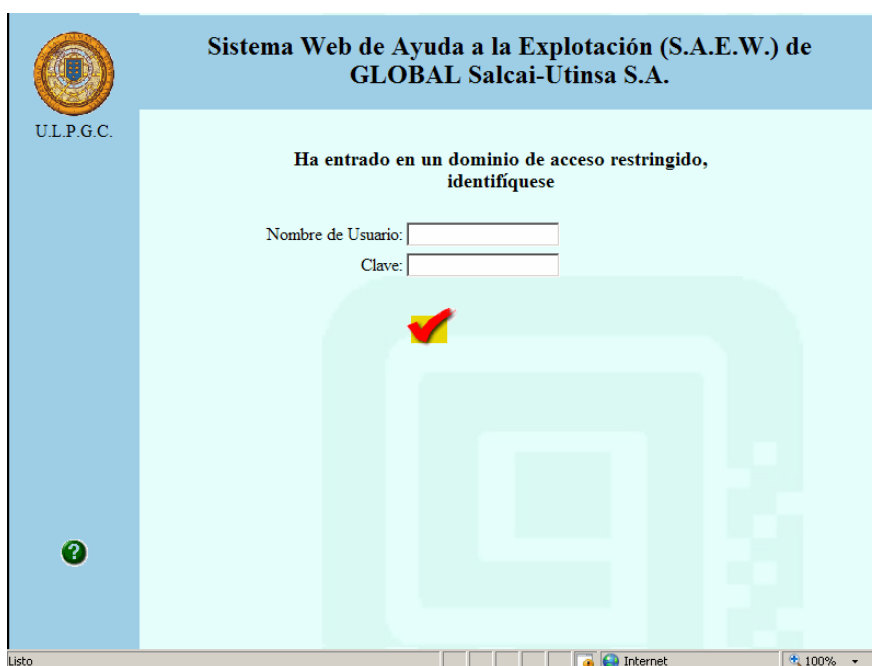 Sistema Web de Ayuda a la Explotación (S.A.E.W.) de
GLOBAL Salcai-Utinsa S.A.
U.L.P.G.C.
Ha entrado en un dominio de acceso restringido,
identifíquese
Nombre de Usuario:
Clave:
?
Listo
Internet
100%